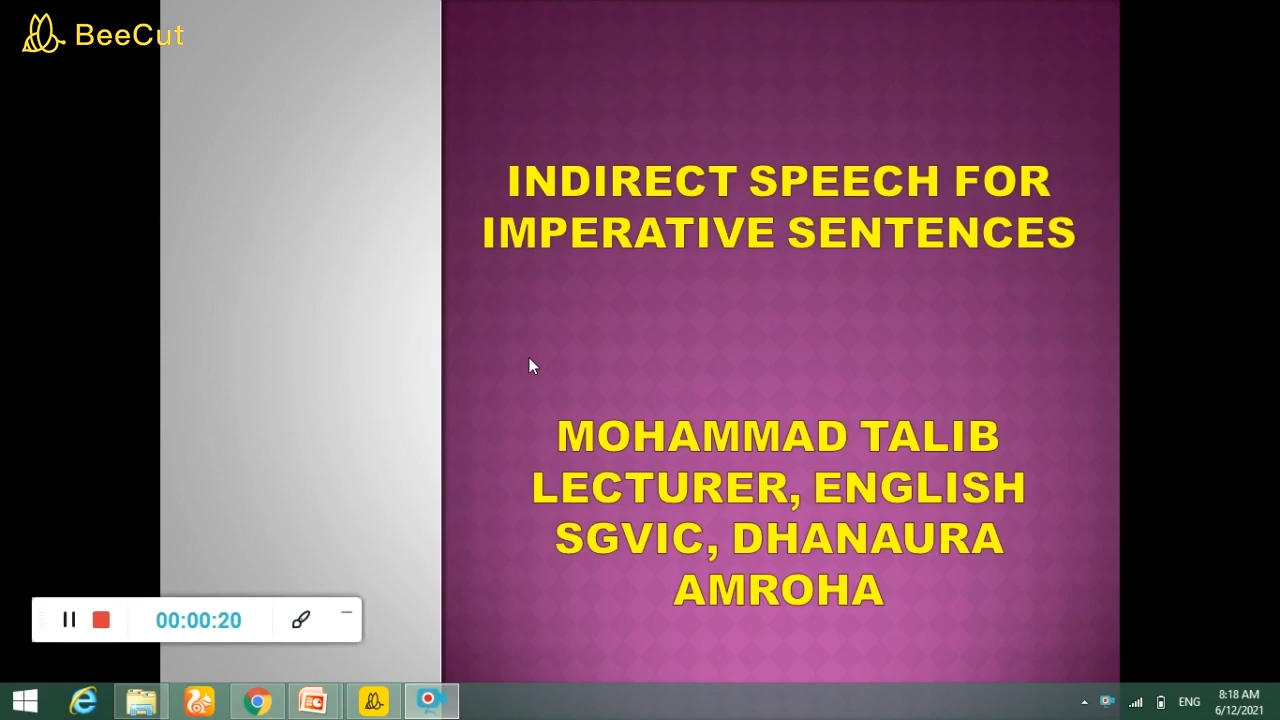 BeeCut
INDIRECT SPEECH FOR
IMPERATIVE SENTENCES
MOHAMMAD TALIB
LECTURER, ENGLISH
SGVIC, DHANAURA
AMROHA
00:00:20
ENG
8:18 AM
6/12/2021